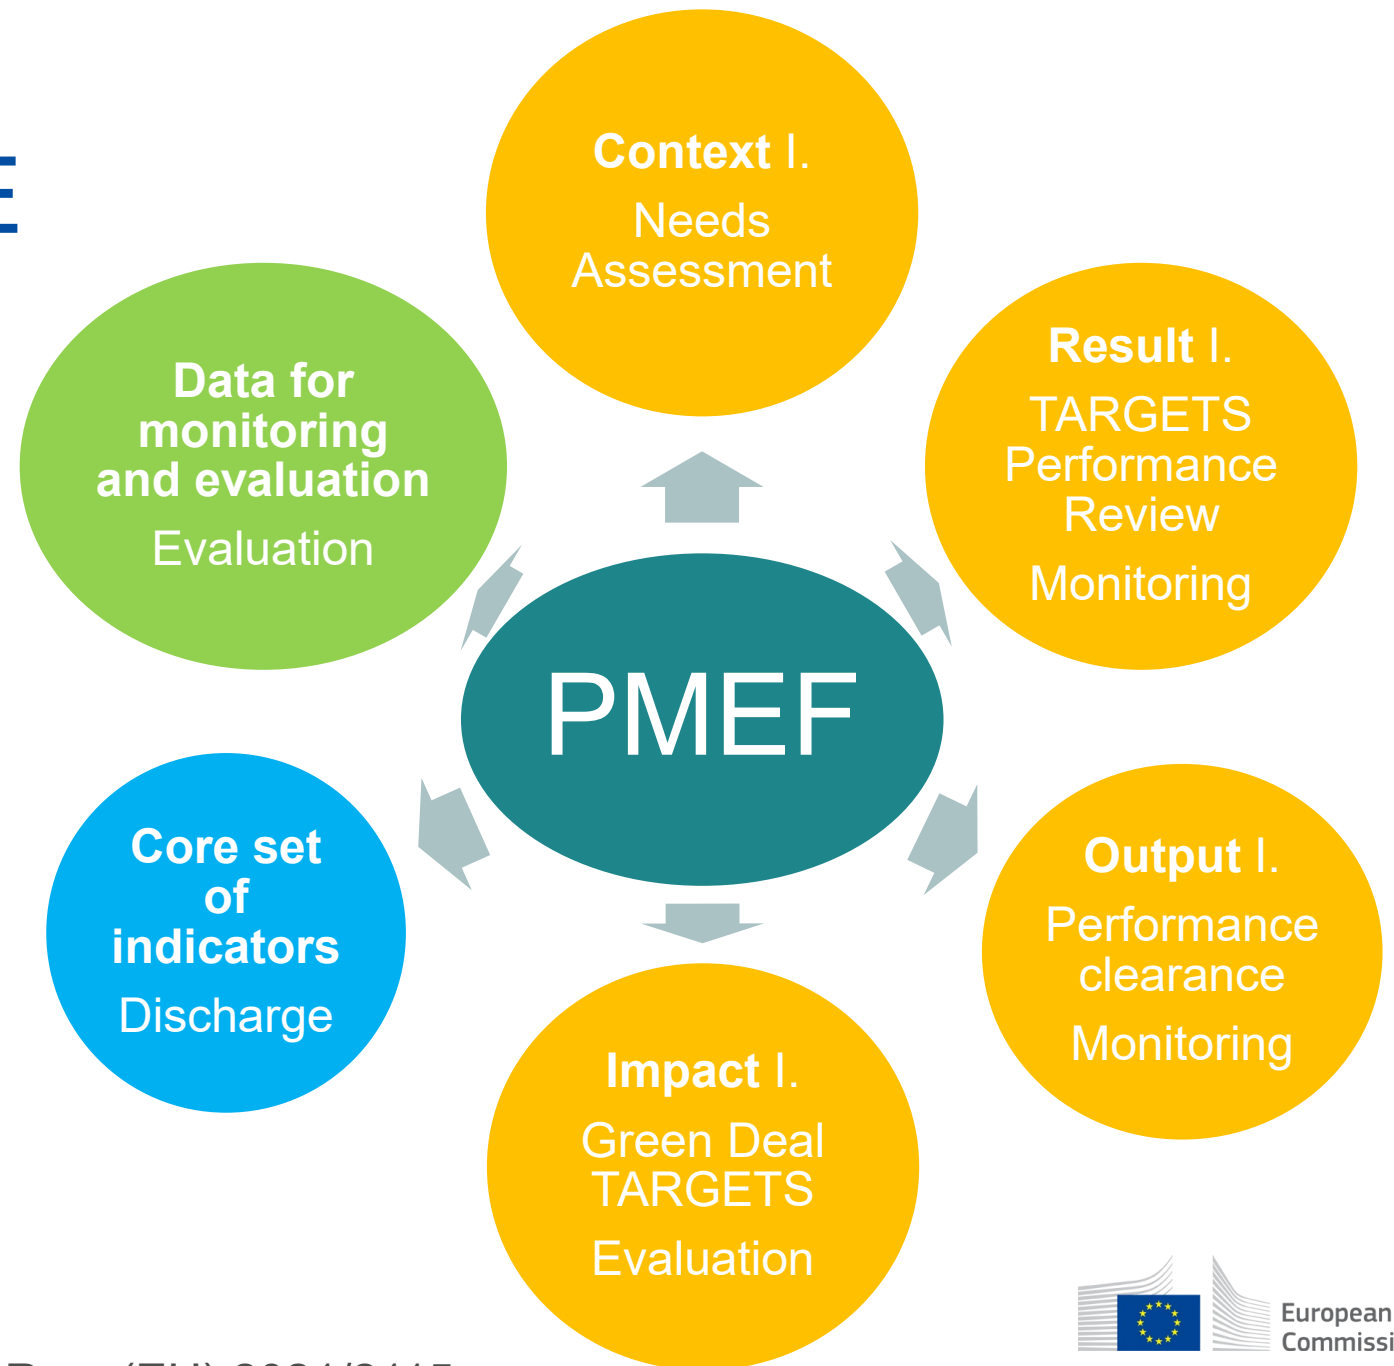 Context I.
Needs
Assessment
Result I.
TARGETS
Performance
Review
Monitoring
Output I.
Performance
clearance
Monitoring
Impact I.
Green Deal
TARGETS
Evaluation
Core set
of
indicators
Discharge
Data for
monitoring
and evaluation
Evaluation
PMEF
European